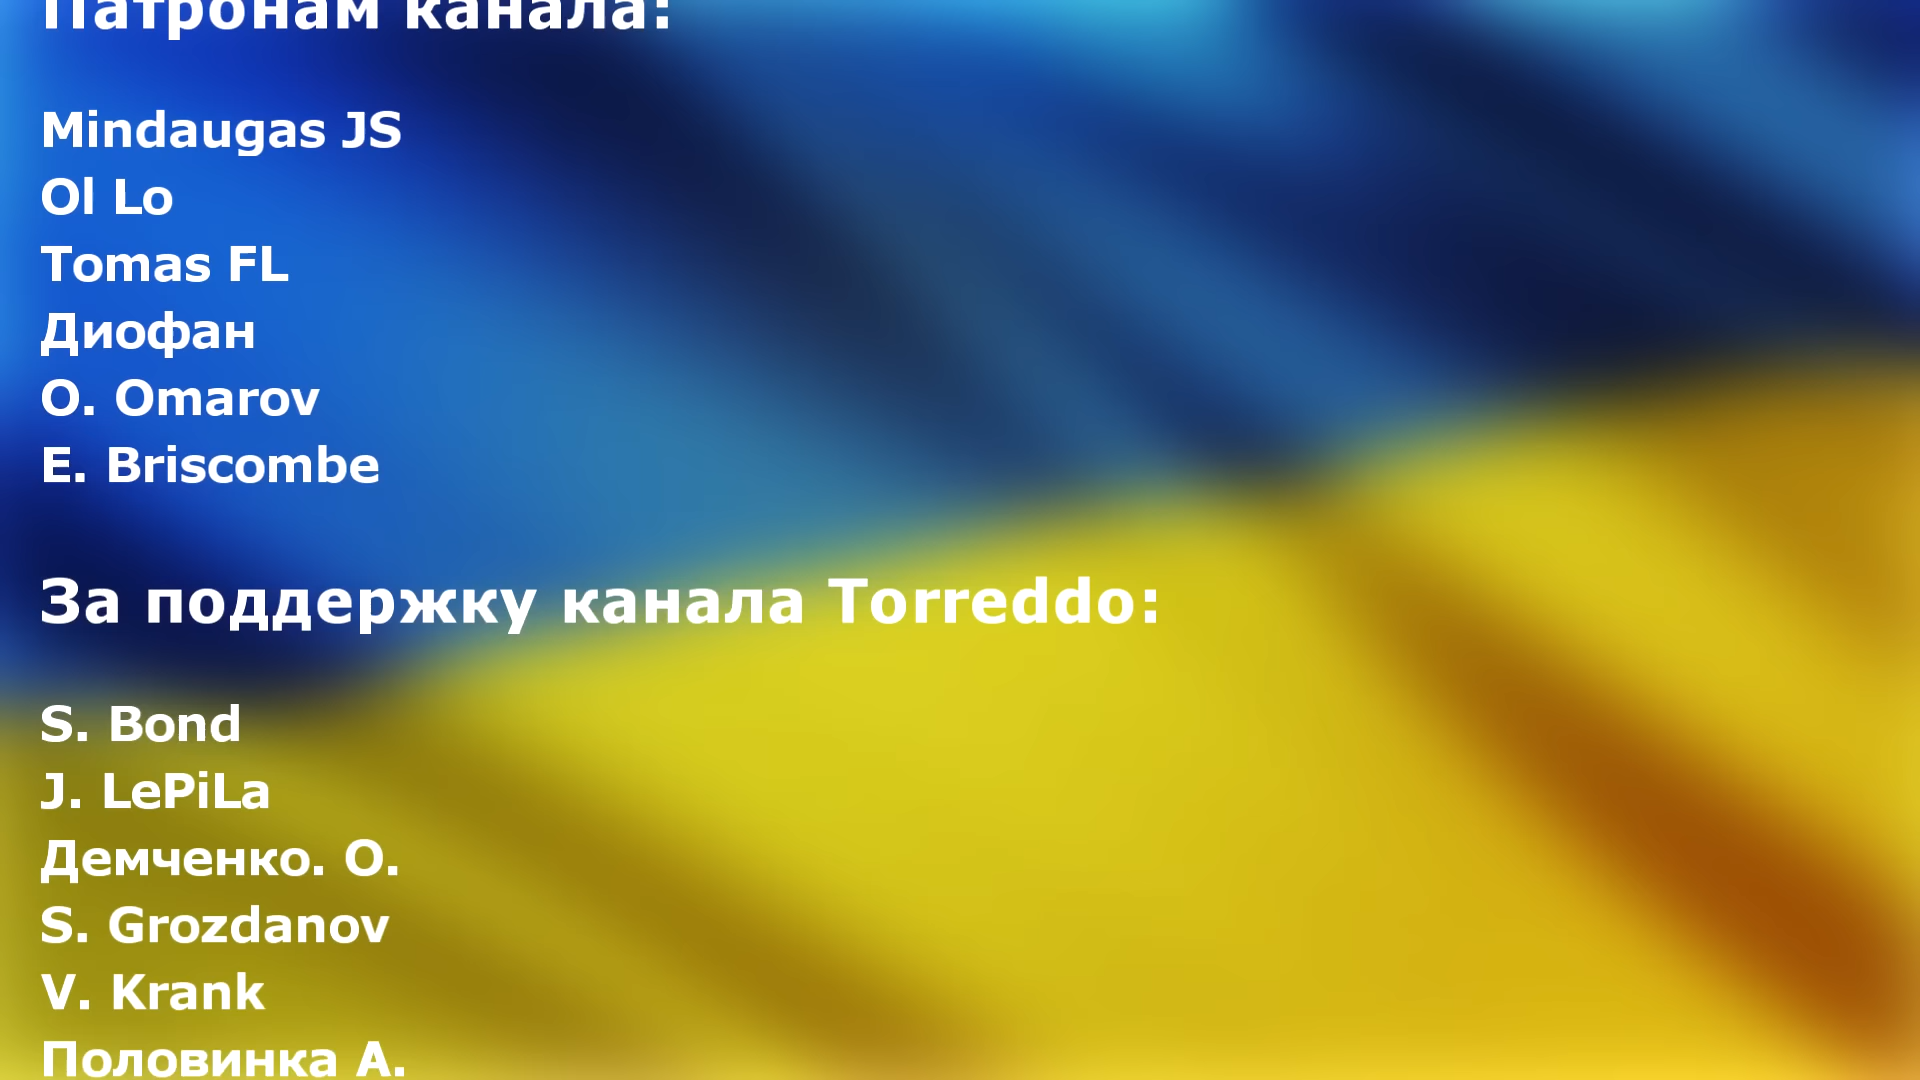 Патронам канала:
Mindaugas JS
Ol Lo
Tomas FL
Диофан
O. Omarov
E. Briscombe
За поддержку канала Torreddo:
S. Bond
J. LePiLa
Демченко. О.
S. Grozdanov
V. Krank
Половинка А.